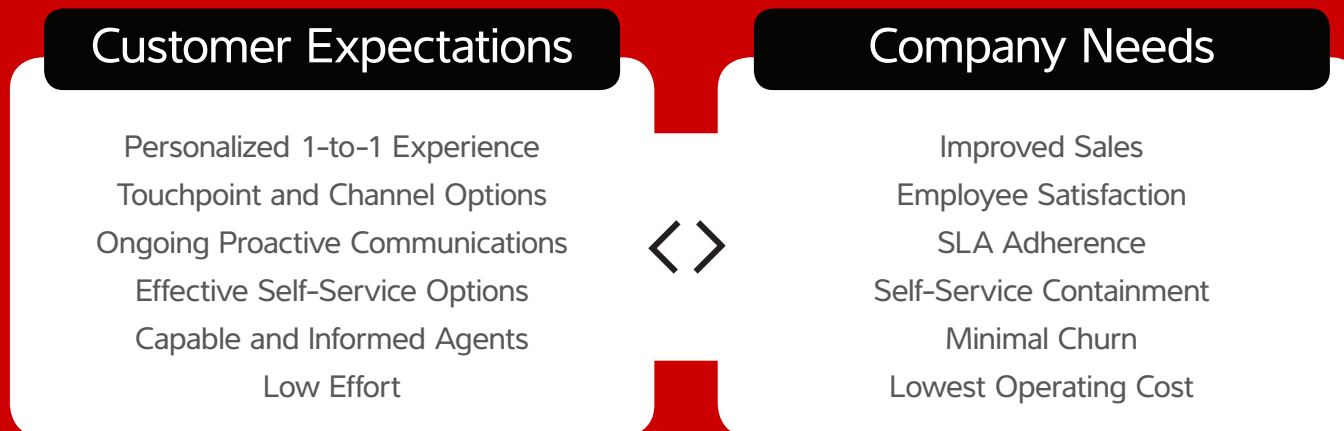 Customer Expectations
Personalized 1-to-1 Experience
Touchpoint and Channel Options
Ongoing Proactive Communications
Effective Self-Service Options
Capable and Informed Agents
Low Effort
Company Needs
Improved Sales
Employee Satisfaction
SLA Adherence
Self-Service Containment
Minimal Churn
Lowest Operating Cost